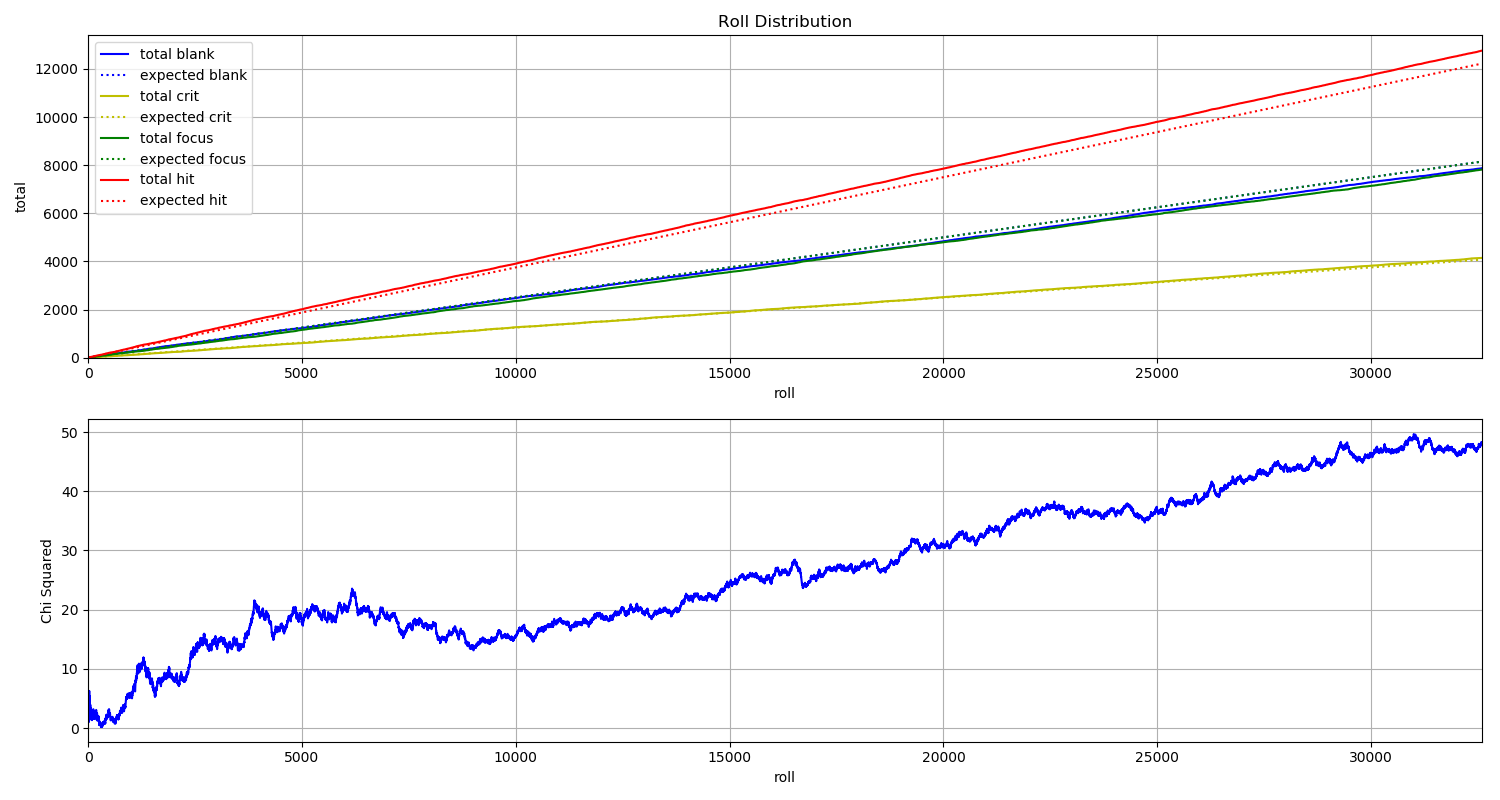 Roll Distribution
total
12000
10000
8000
6000
4000
2000
0
total blank
expected blank
total crit
expected crit
total focus
expected focus
total hit
expected hit
0 5000 10000 15000 20000 25000 30000
roll
Chi Squared
50
40
30
20
10
0
0 5000 10000 15000 20000 25000 30000
roll